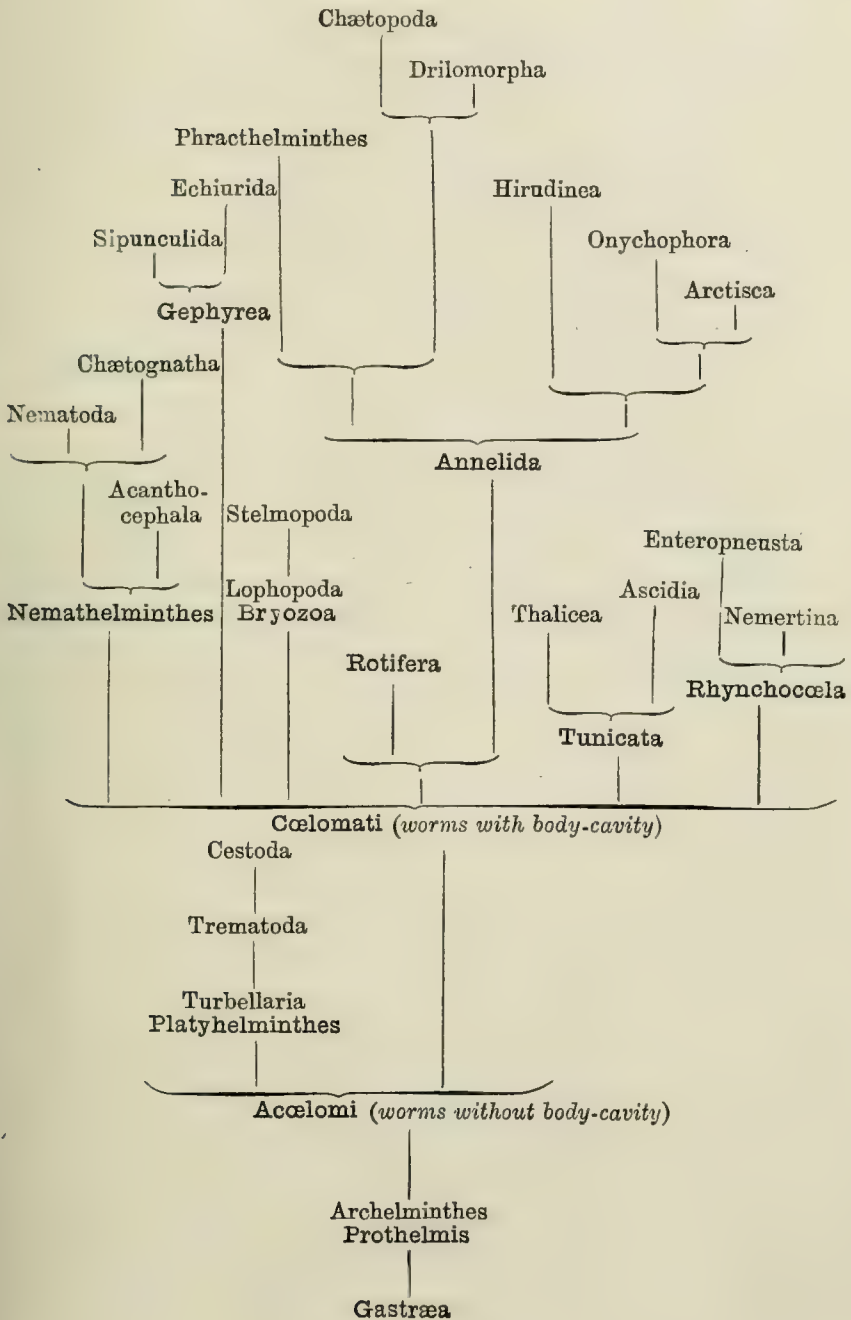 Chætopoda
Drilomorpha
Phracthelminthes
Echiurida
Hirudinea
Sipunculida
Onychophora
Arctisca
Gephyrea
Chætognatha
Nematoda
Annelida
Acantho-
cephala
Stelmopoda
Enteropneusta
Lophopoda
Ascidia
Nemathelminthes
Bryozoa
Thalicea
Nemertina
Rotifera
Rhynchocœla
Tunicata
Cœlomati (worms with body-cavity)
Cestoda
Trematoda
Turbellaria
Platyhelminthes
Acœlomi (worms without body-cavity)
Archelminthes
Prothelmis
Gastræa